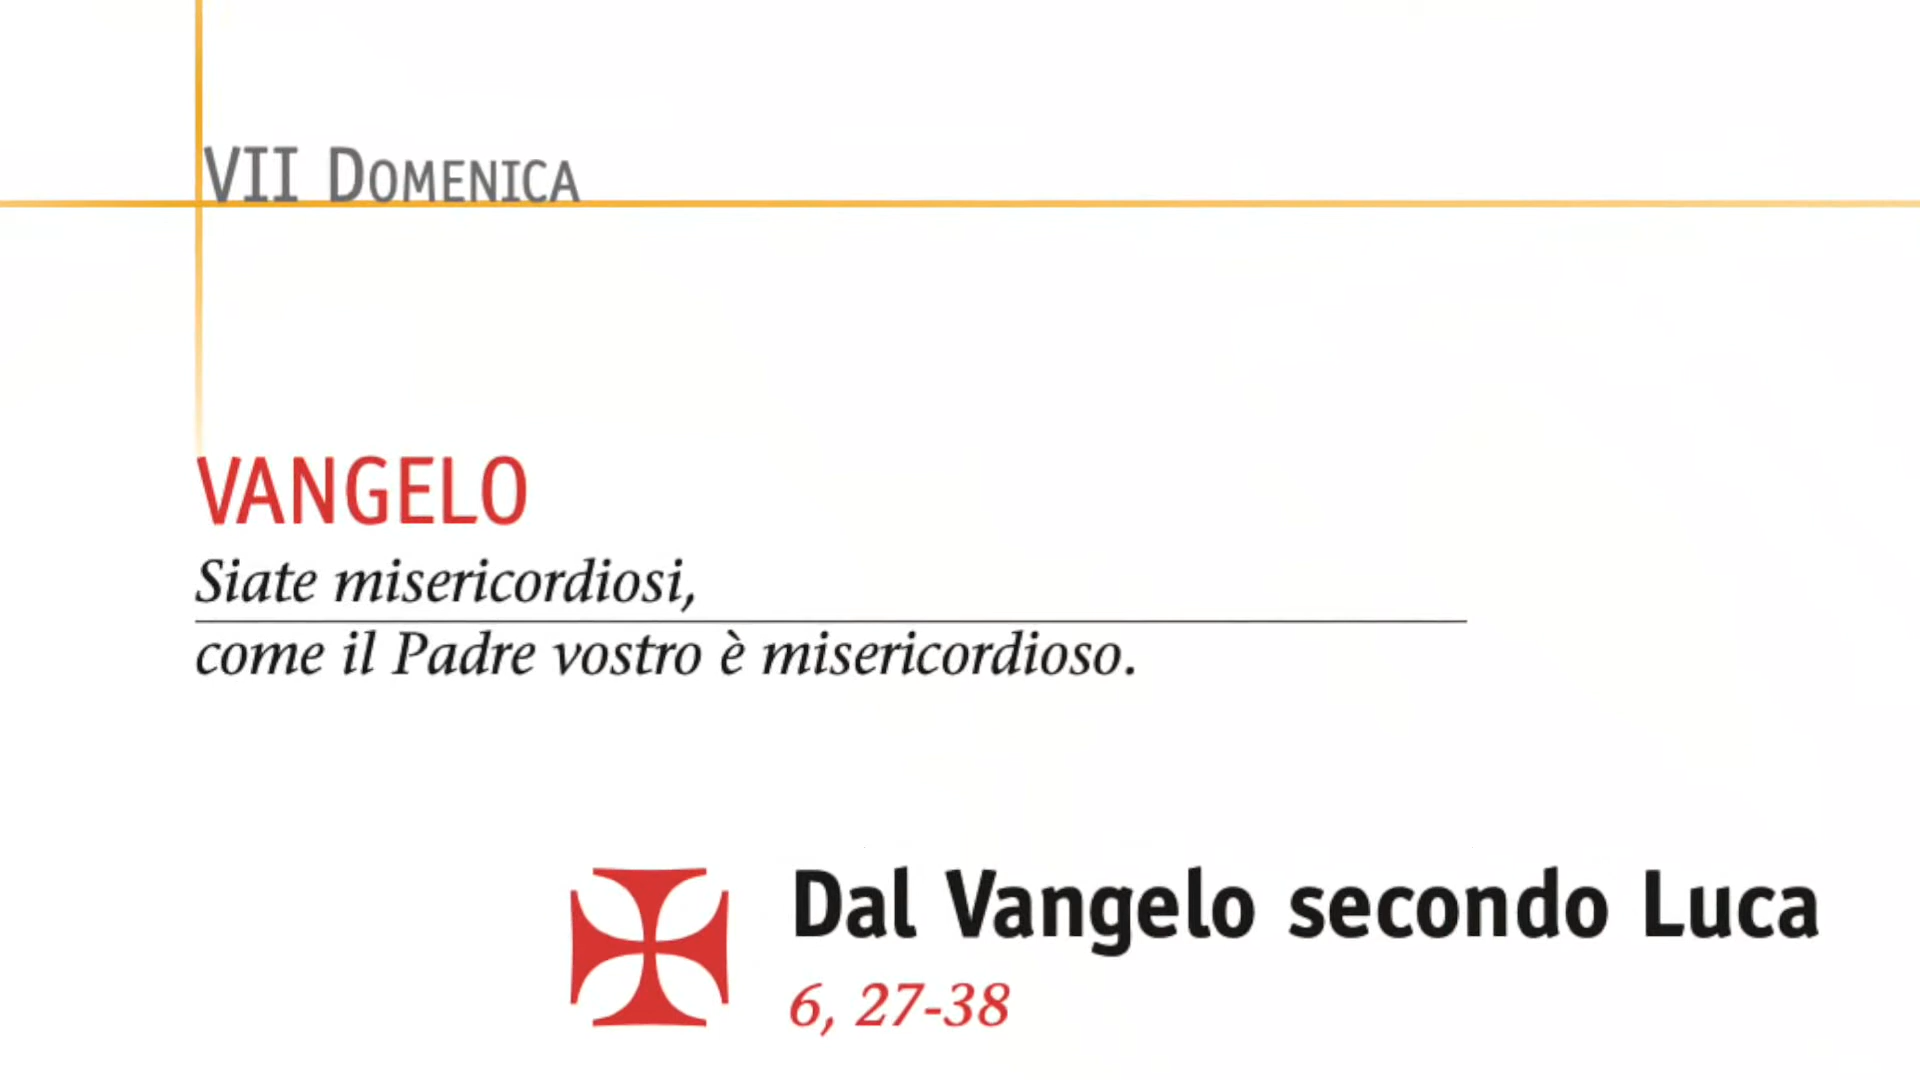 VII Domenica
VANGELO
Siate misericordiosi,
come il Padre vostro è misericordioso.
Dal Vangelo secondo Luca
6, 27-38